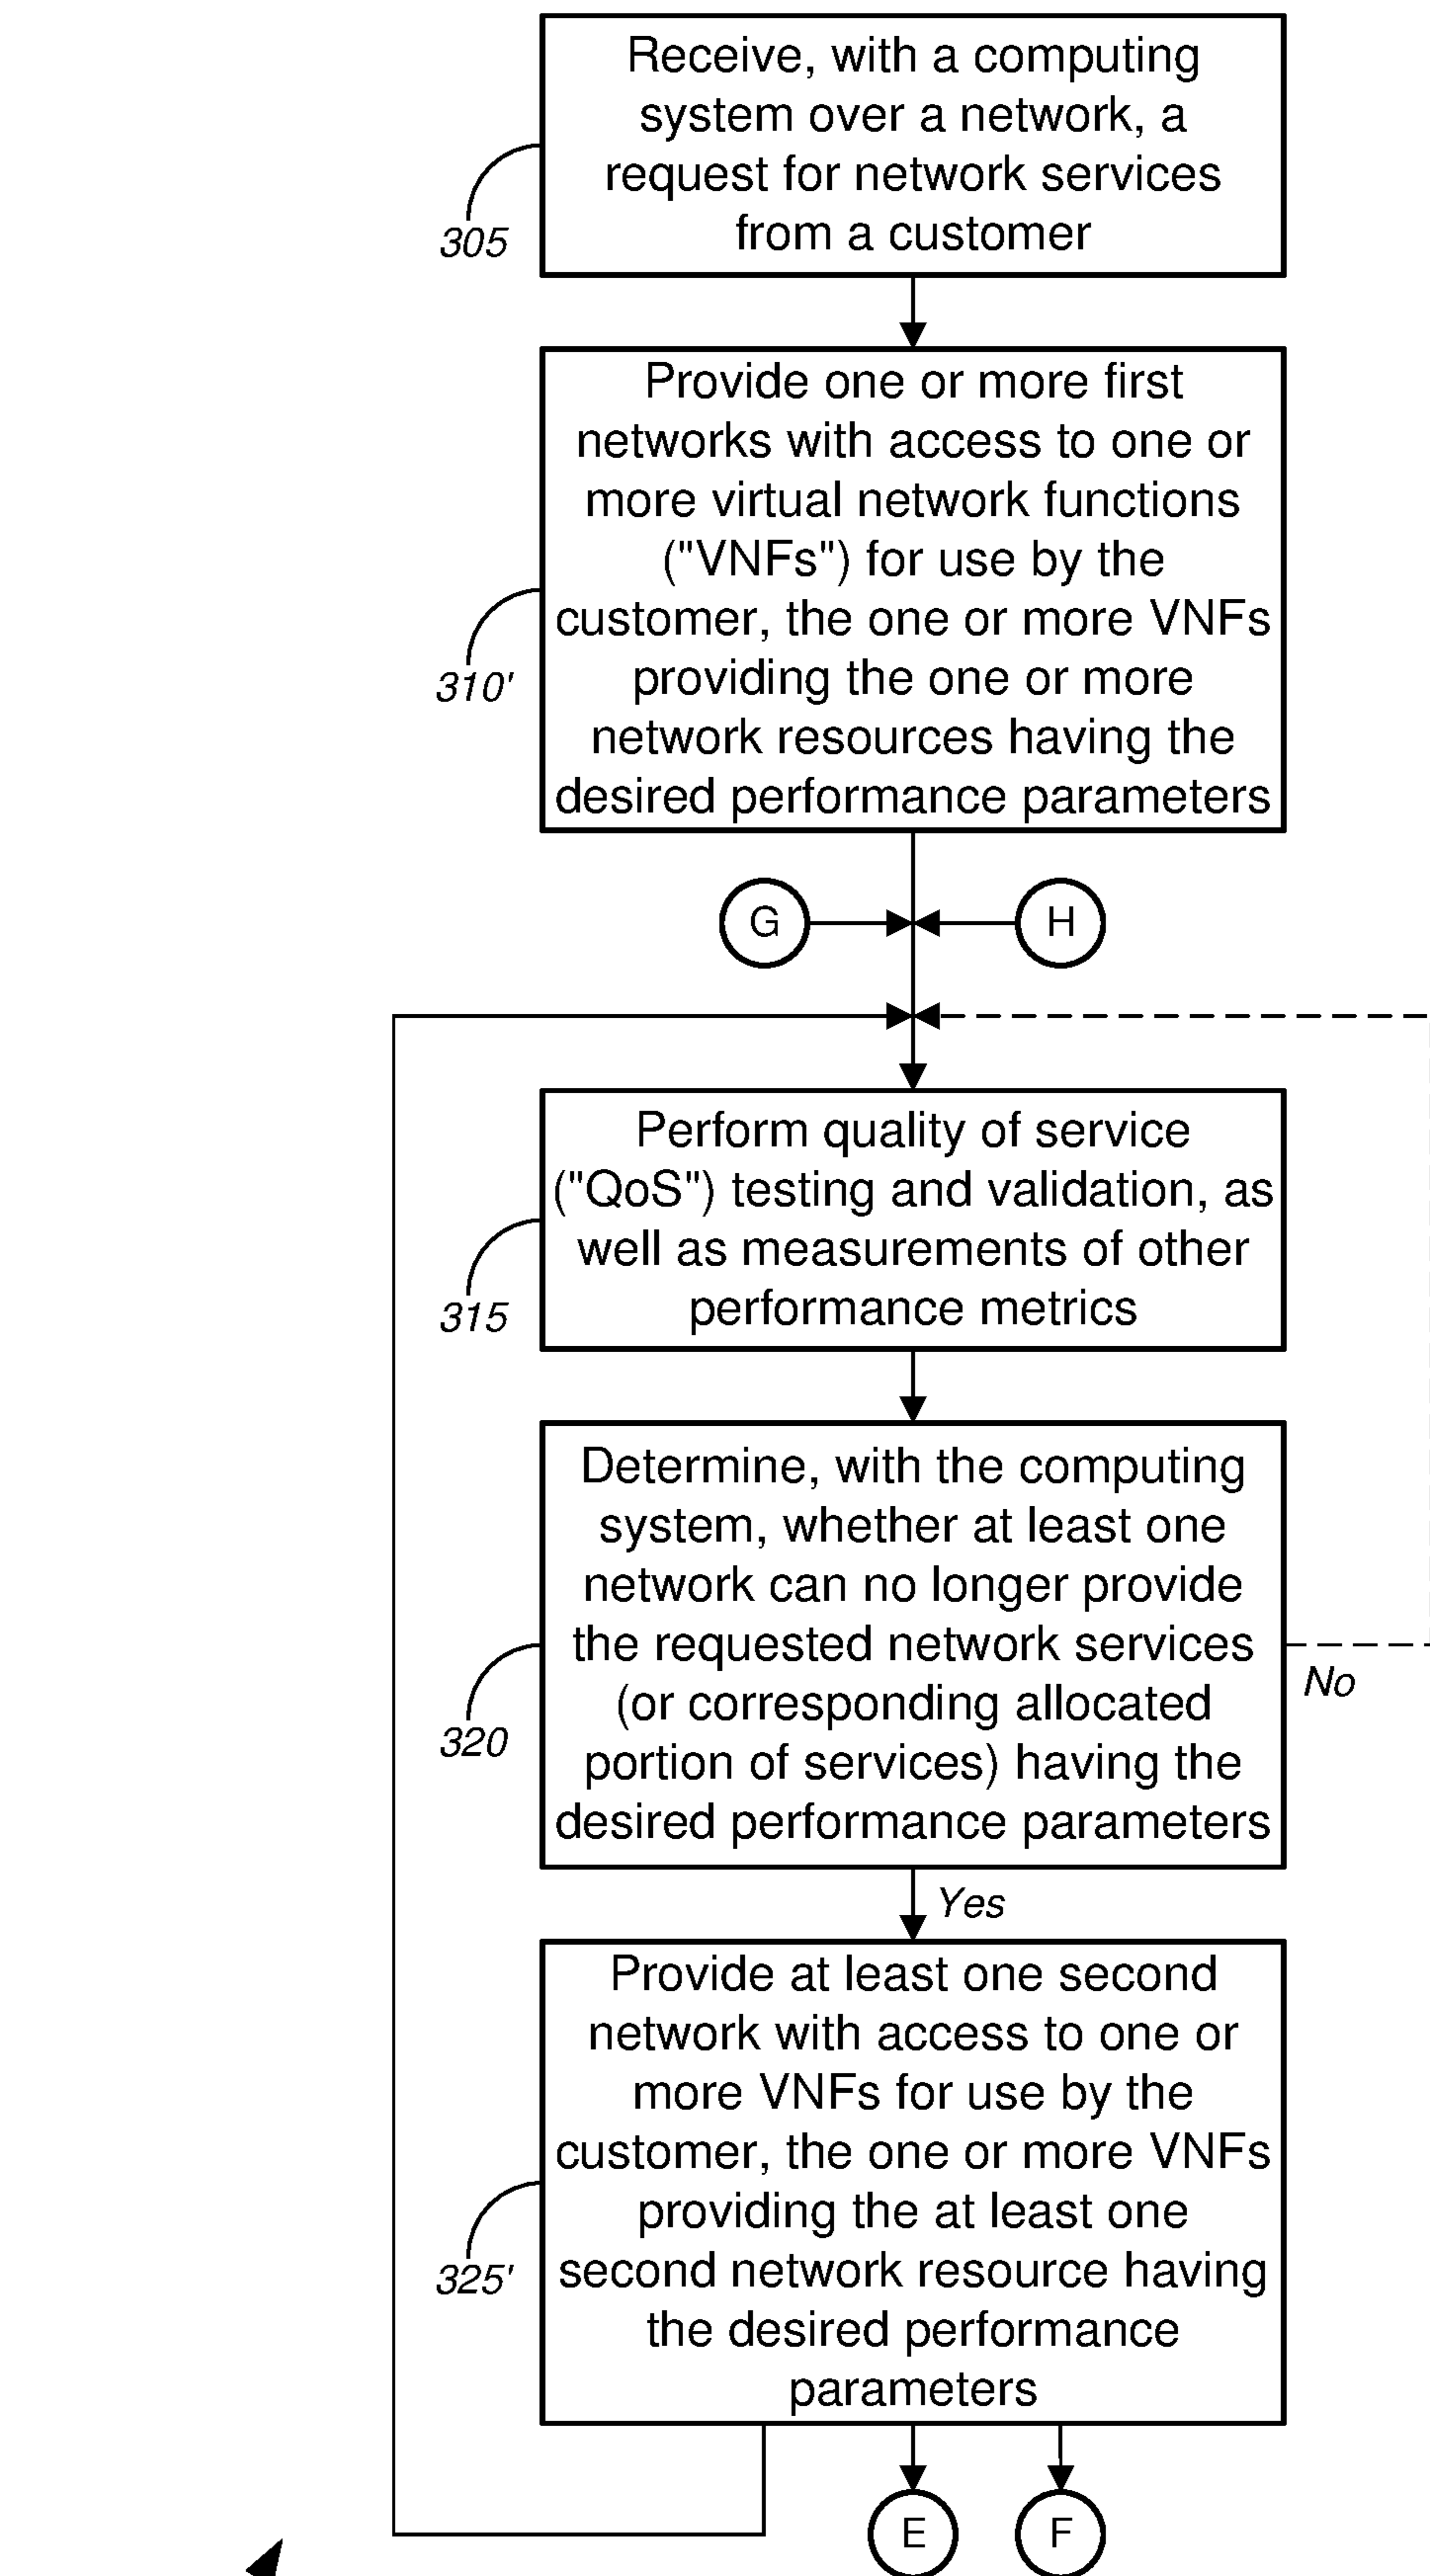 Receive, with a computing
system over a network, a
request for network services
from a customer
305
Provide one or more first
networks with access to one or
more virtual network functions
("VNFs") for use by the
customer, the one or more VNFs
providing the one or more
network resources having the
desired performance parameters
310'
G
H
Perform quality of service
("QoS") testing and validation, as
well as measurements of other
performance metrics
315
Determine, with the computing
system, whether at least one
network can no longer provide
the requested network services
(or corresponding allocated
portion of services) having the
desired performance parameters
320
No
Yes
Provide at least one second
network with access to one or
more VNFs for use by the
customer, the one or more VNFs
providing the at least one
second network resource having
the desired performance
parameters
325'
E
F